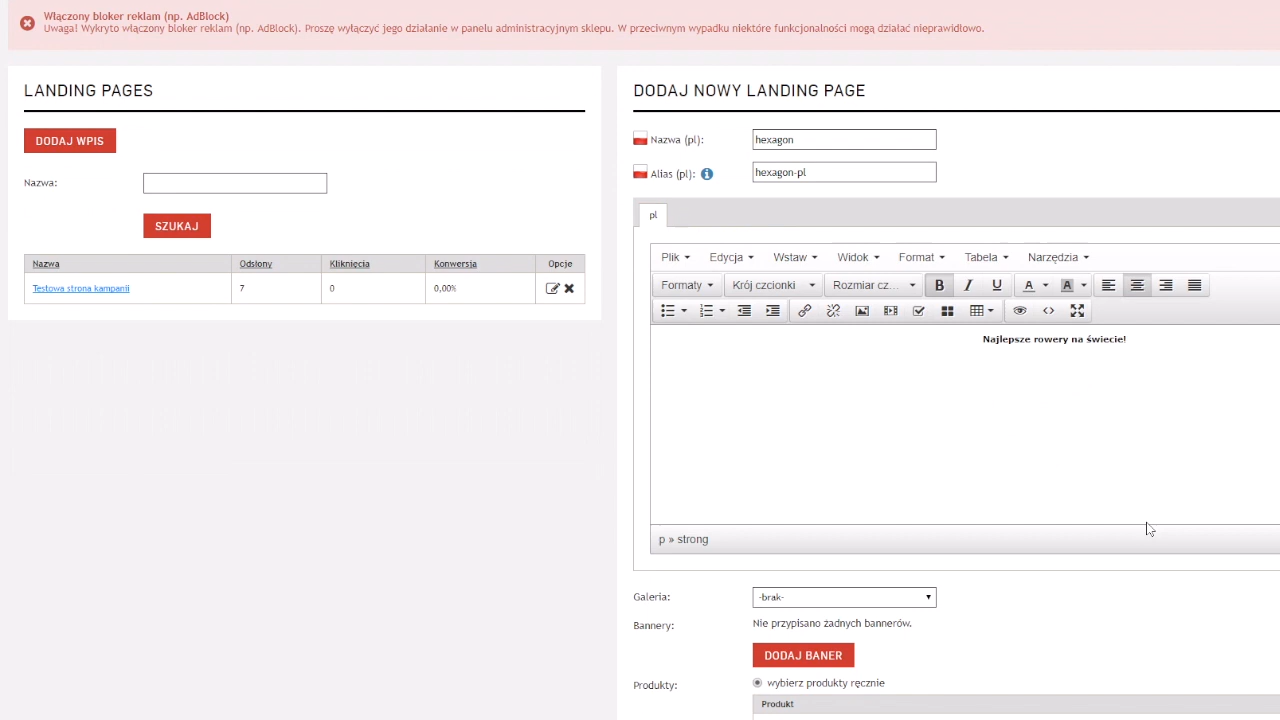 Włączony bloker reklam (np. AdBlock)
Uwaga! Wykryto włączony bloker reklam (np. AdBlock). Proszę wyłączyć jego działanie w panelu administracyjnym sklepu. W przeciwnym wypadku niektóre funkcjonalności mogą działać nieprawidłowo.
LANDING PAGES
DODAJ WPIS
Nazwa:
SZUKAJ
Nazwa Odsłony Kliknięcia Konwersja Opcje
Testowa strona kampanii 7 0 0,00%
DODAJ NOWY LANDING PAGE
Nazwa (pl): hexagon
Alias (pl): hexagon-pl
pl
Plik Edycja Wstaw Widok Format Tabela Narzędzia
Formaty Krój czcionki Rozmiar cz... B I U A A
Najlepsze rowery na świecie!
p » strong
Galeria: -brak-
Bannery: Nie przypisano żadnych bannerów.
DODAJ BANER
Produkty: wybierz produkty ręcznie
Produkt